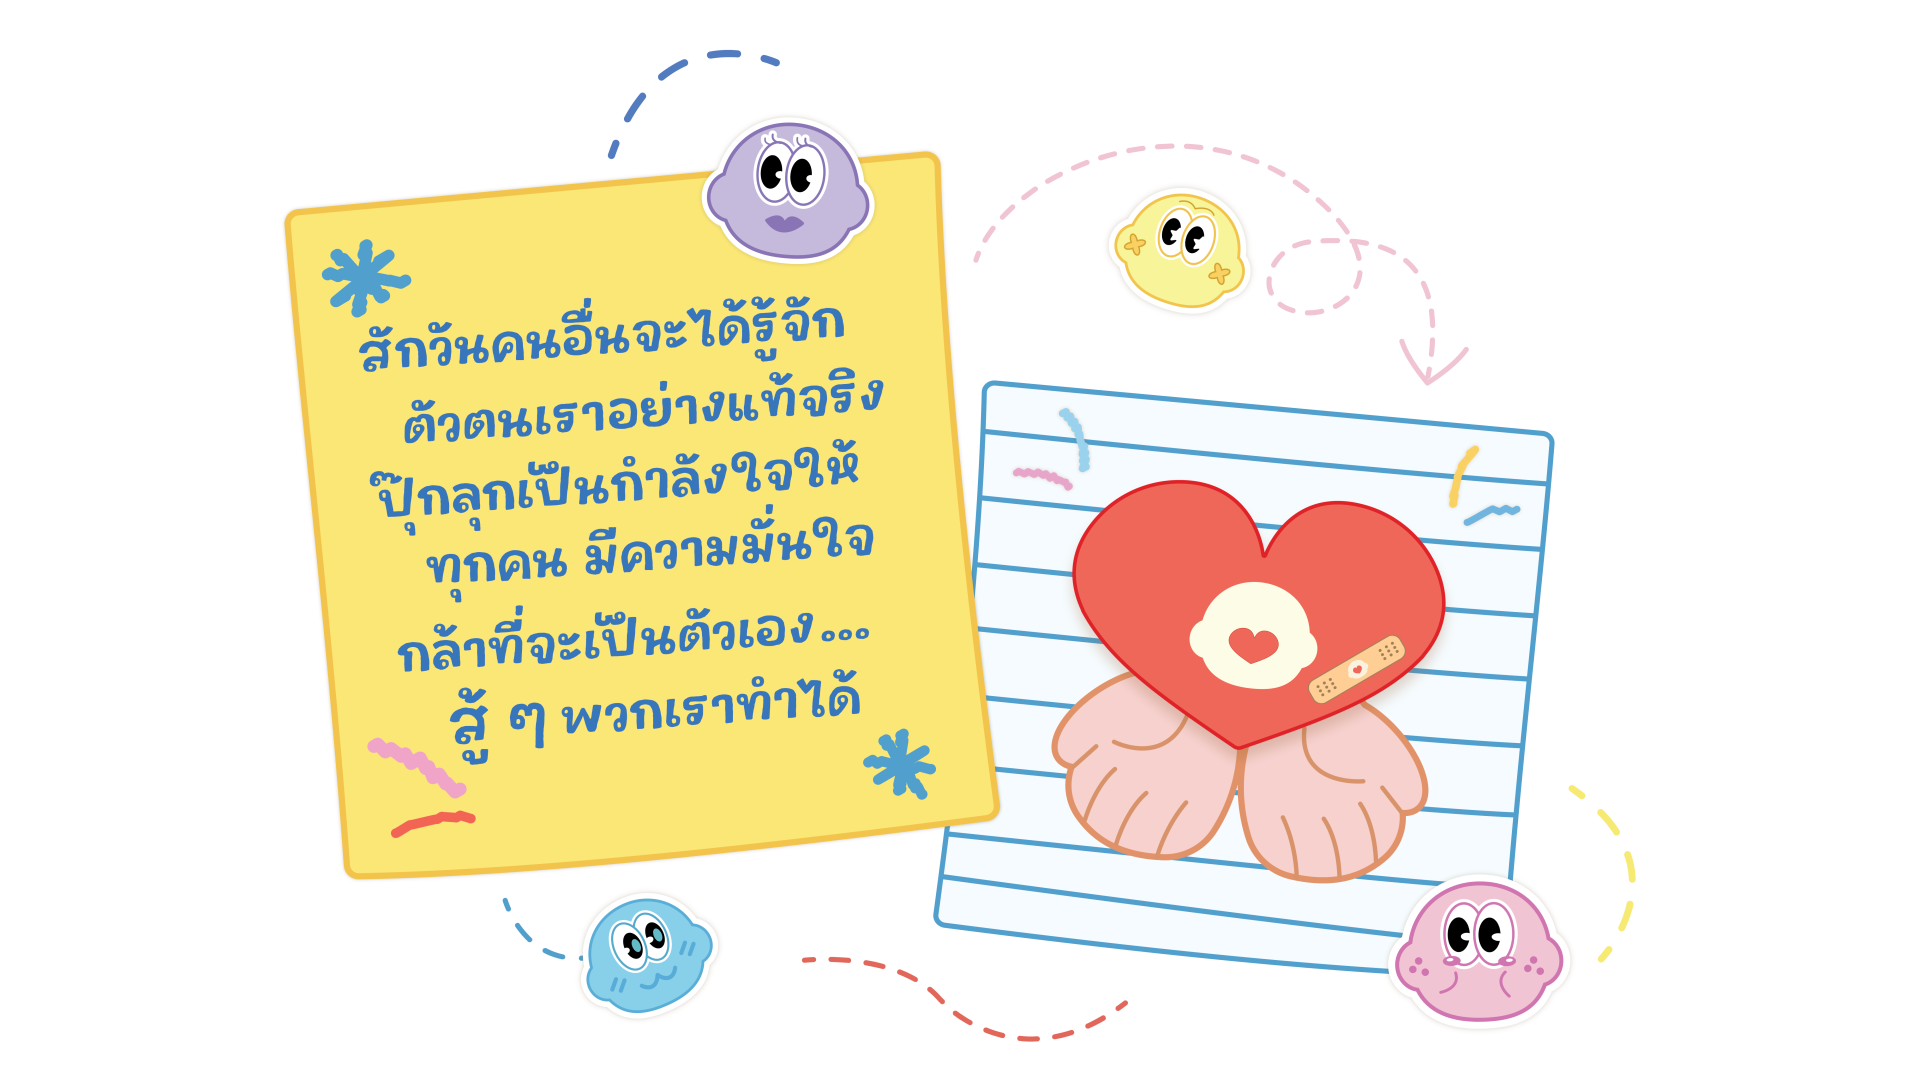 สักวันคนอื่นจะได้รู้จัก
ตัวตนเราอย่างแท้จริง
ปุ๊กลุกเป็นกำลังใจให้
ทุกคน มีความมั่นใจ
กล้าที่จะเป็นตัวเอง...
สู้ ๆ พวกเราทำได้